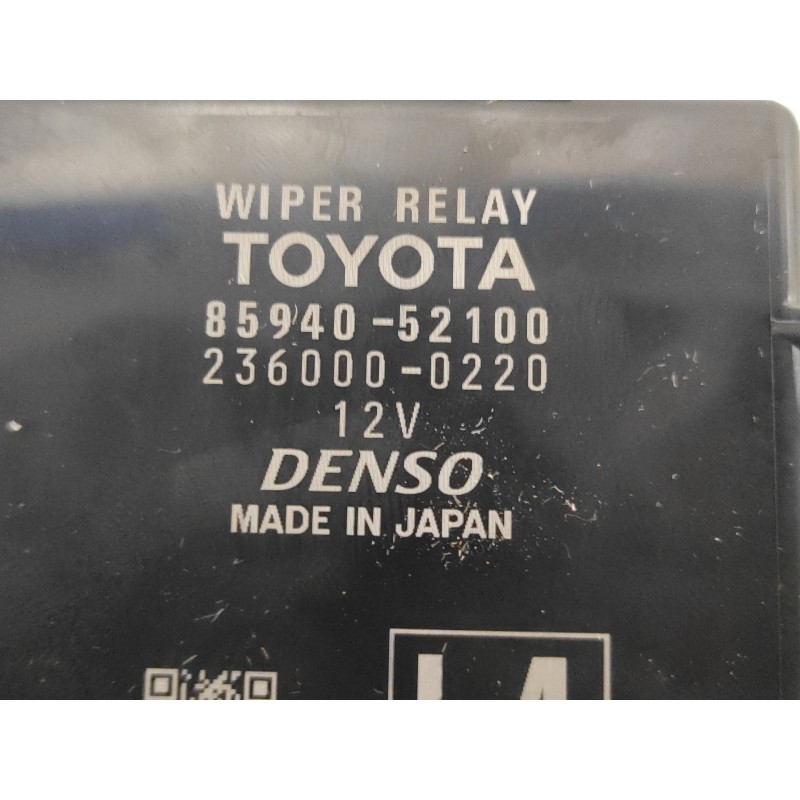 WIPER RELAY
TOYOTA
85940-52100
236000-0220
12V
DENSO
MADE IN JAPAN